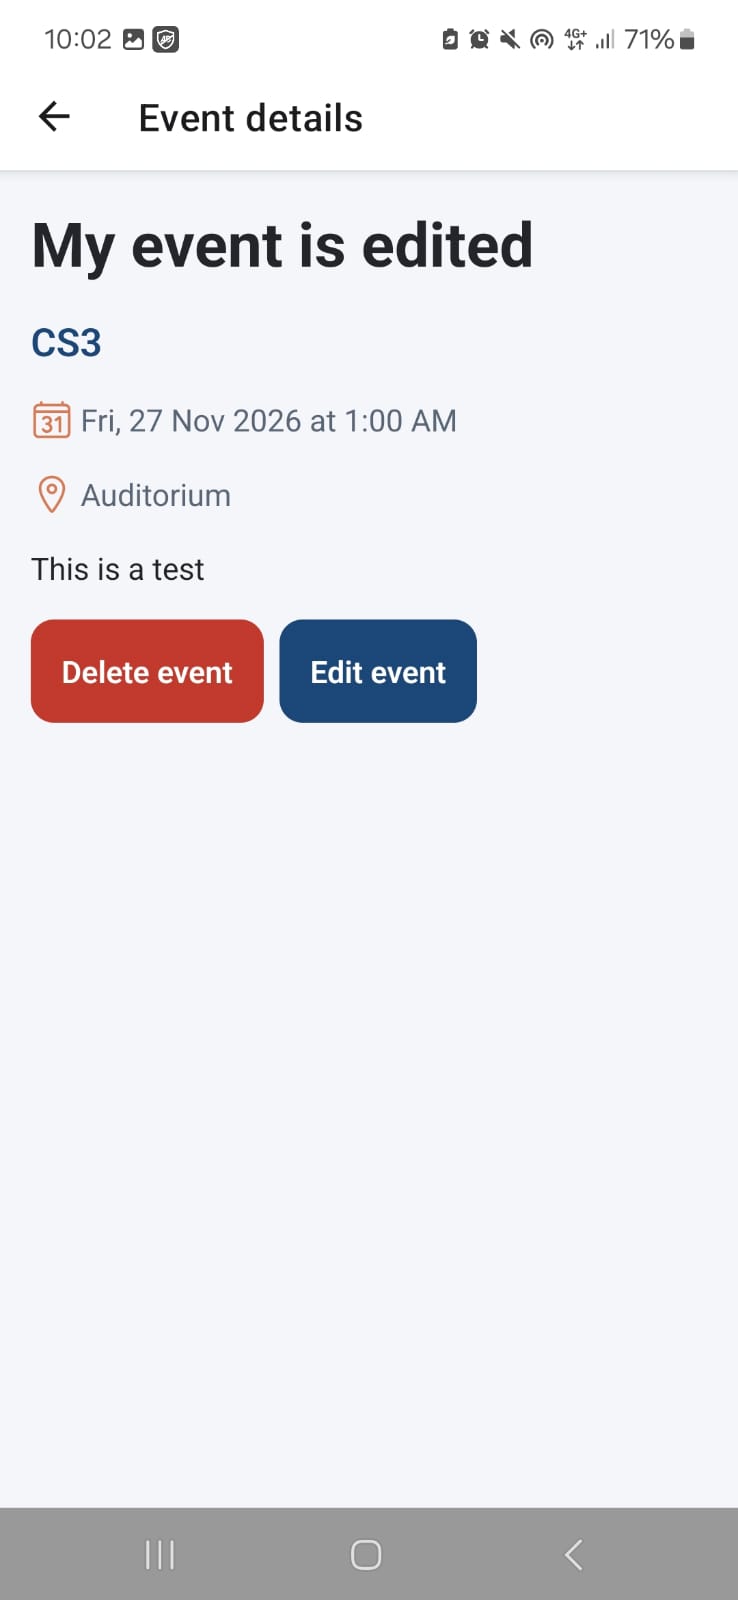 10:02 4G+ 71%
Event details
My event is edited
CS3
31 Fri, 27 Nov 2026 at 1:00 AM
Auditorium
This is a test
Delete event Edit event